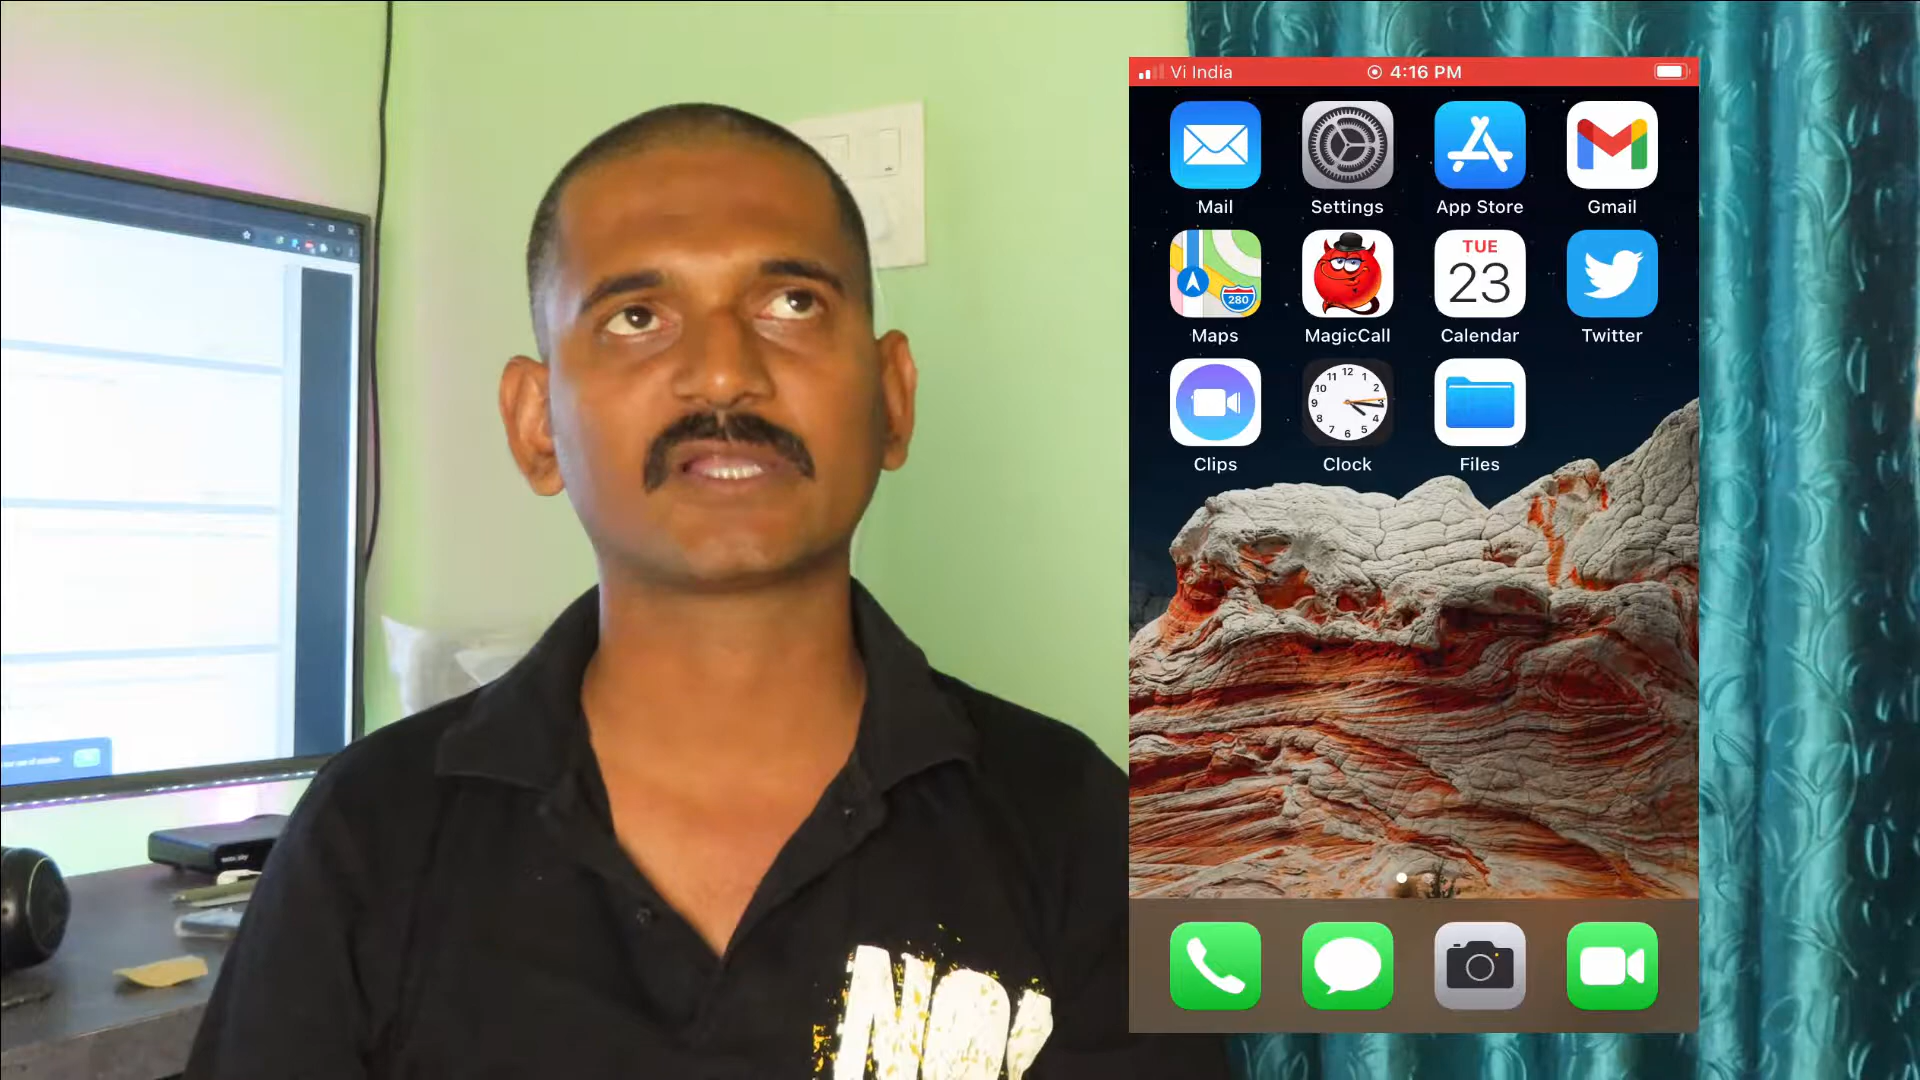 Vi India 4:16 PM
Mail Settings App Store Gmail
280
TUE
23
Maps MagicCall Calendar Twitter
12
11 1
10 2
9 3
8 4
7 6 5
Clips Clock Files